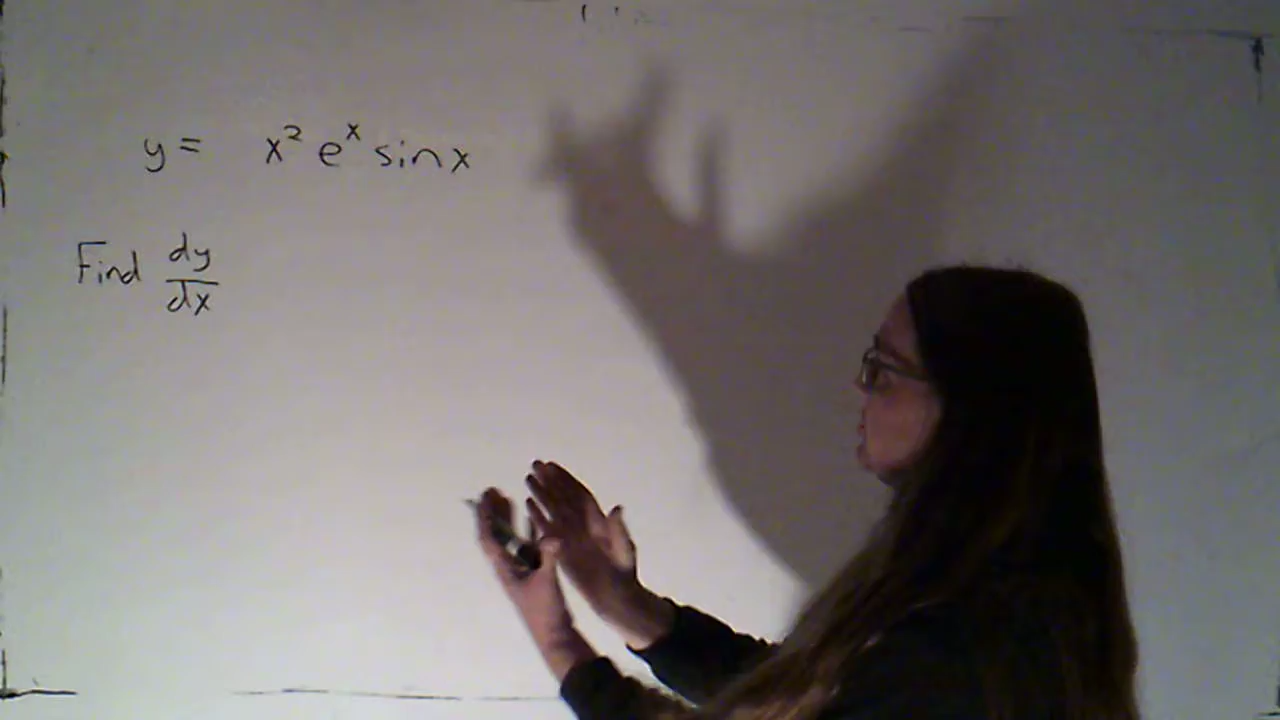 y = x² eˣ sin x
Find dy/dx